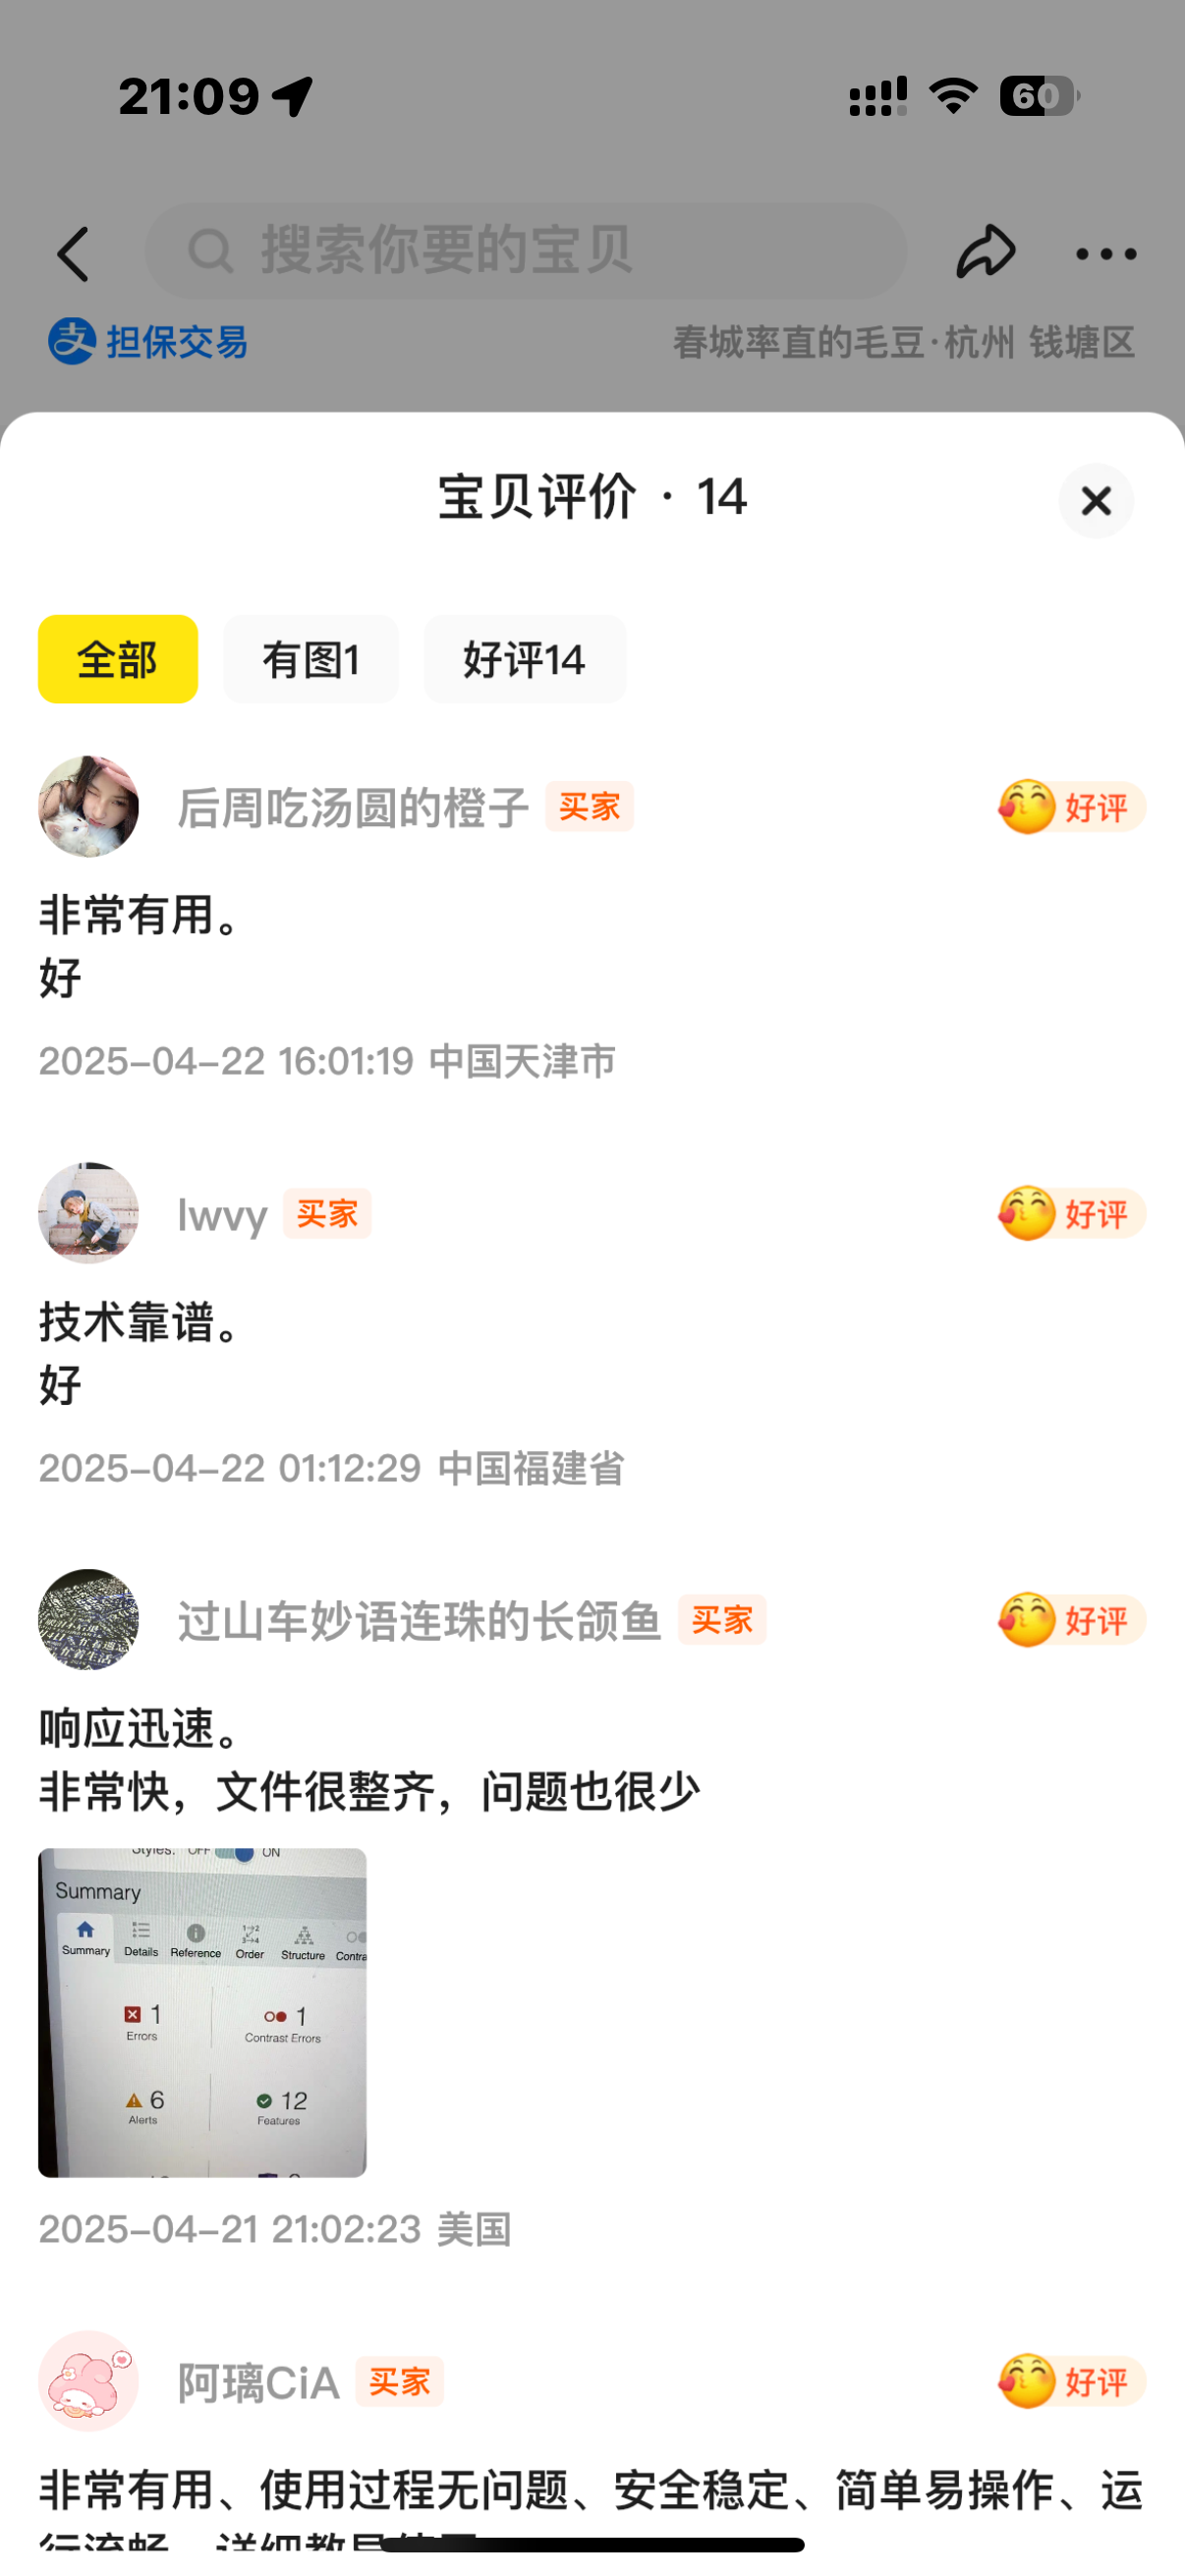 21:09
60
搜索你要的宝贝
支 担保交易
春城率直的毛豆·杭州 钱塘区
宝贝评价 · 14
全部
有图1
好评14
后周吃汤圆的橙子 买家
好评
非常有用。
好
2025-04-22 16:01:19 中国天津市
lwvy 买家
好评
技术靠谱。
好
2025-04-22 01:12:29 中国福建省
过山车妙语连珠的长颌鱼 买家
好评
响应迅速。
非常快，文件很整齐，问题也很少
Styles: OFF ON
Summary
Summary Details Reference Order Structure
1 Errors
1 Contrast Errors
6 Alerts
12 Features
2025-04-21 21:02:23 美国
阿璃CiA 买家
好评
非常有用、使用过程无问题、安全稳定、简单易操作、运
行流畅